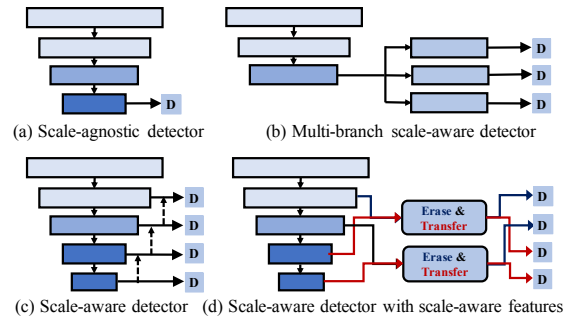 D
D
D
D
(a) Scale-agnostic detector
(b) Multi-branch scale-aware detector
D
D
D
D
Erase &
Transfer
Erase &
Transfer
D
D
D
D
(c) Scale-aware detector
(d) Scale-aware detector with scale-aware features